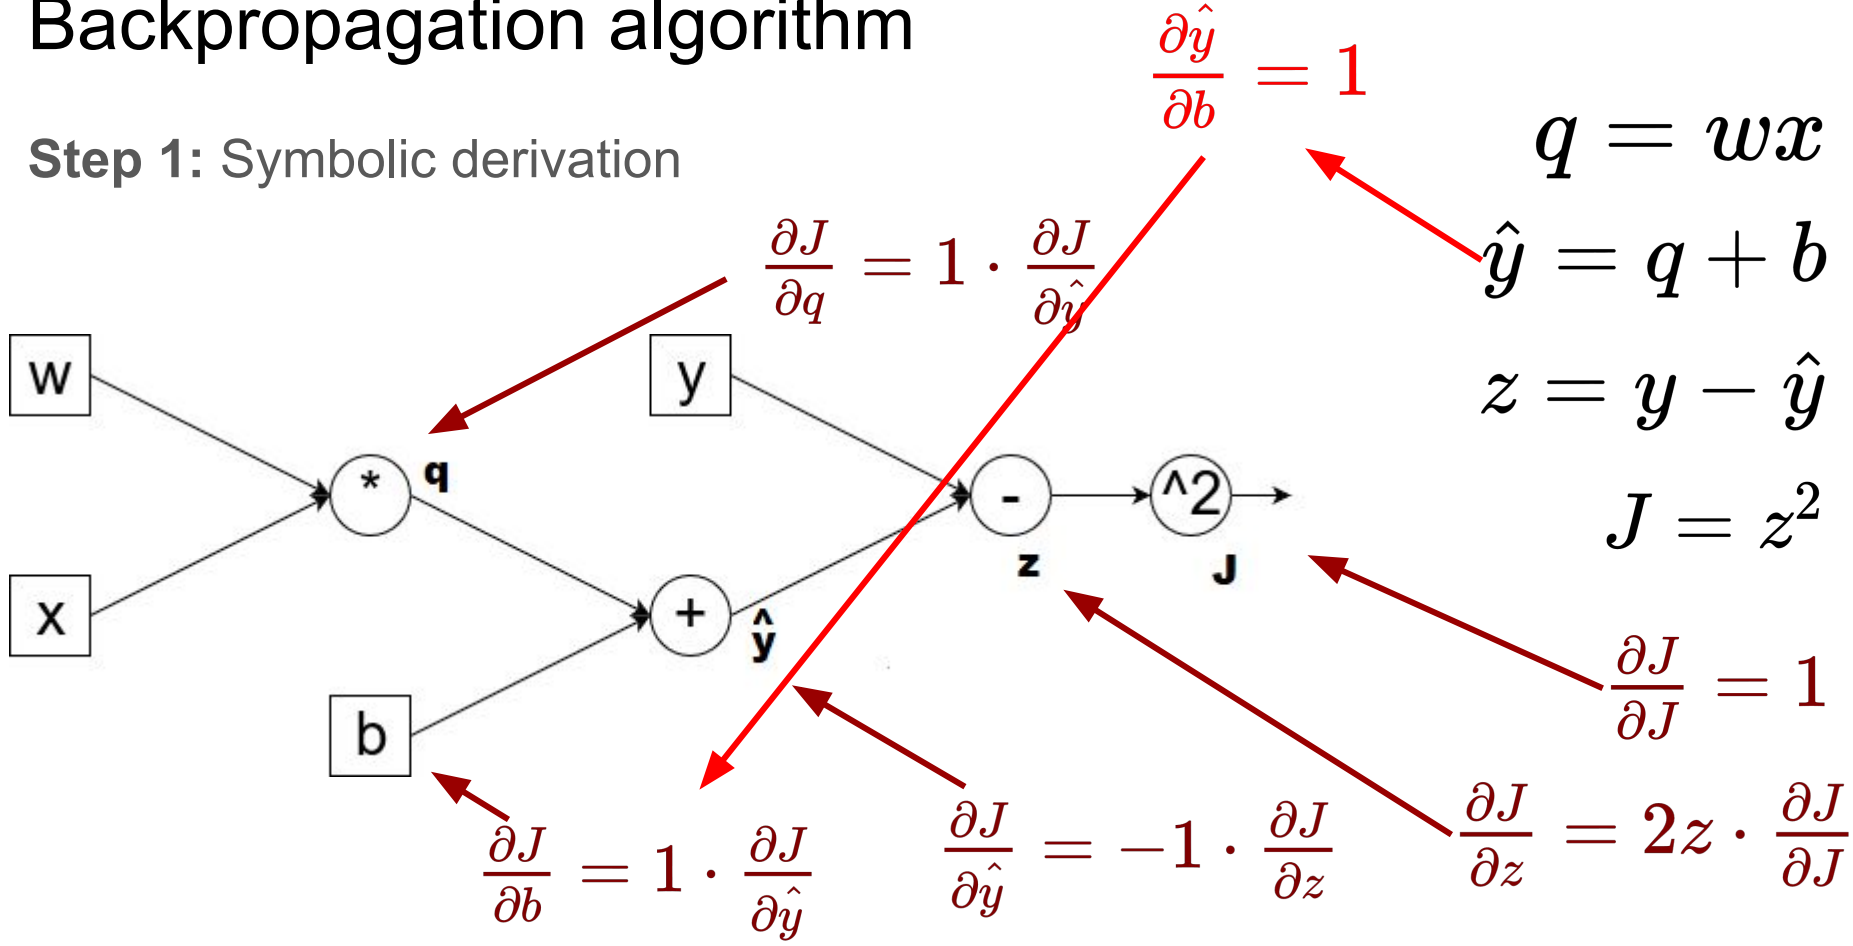 Backpropagation algorithm
Step 1: Symbolic derivation
∂ŷ/∂b = 1
q = wx
ŷ = q + b
z = y − ŷ
J = z²
∂J/∂q = 1 · ∂J/∂ŷ
w
y
*
q
-
^2
z
J
x
+
ŷ
b
∂J/∂J = 1
∂J/∂b = 1 · ∂J/∂ŷ
∂J/∂ŷ = −1 · ∂J/∂z
∂J/∂z = 2z · ∂J/∂J